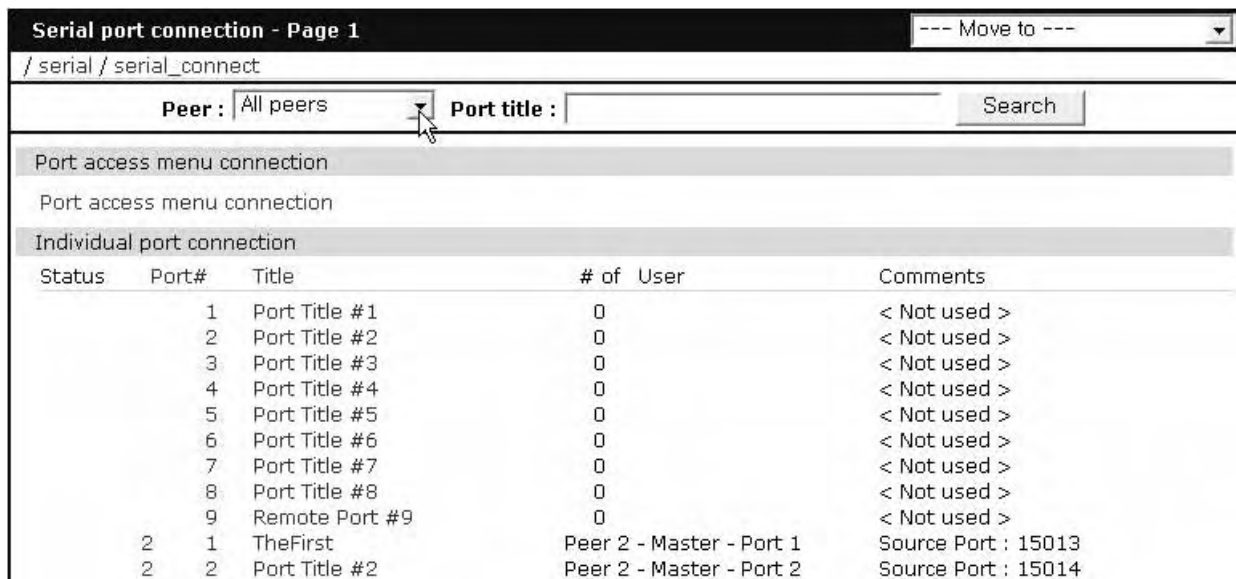 Serial port connection - Page 1 --- Move to ---
/ serial / serial_connect
Peer : All peers Port title : Search
Port access menu connection
Port access menu connection
Individual port connection
Status Port# Title # of User Comments
1 Port Title #1 0 < Not used >
2 Port Title #2 0 < Not used >
3 Port Title #3 0 < Not used >
4 Port Title #4 0 < Not used >
5 Port Title #5 0 < Not used >
6 Port Title #6 0 < Not used >
7 Port Title #7 0 < Not used >
8 Port Title #8 0 < Not used >
9 Remote Port #9 0 < Not used >
2 1 TheFirst Peer 2 - Master - Port 1 Source Port : 15013
2 2 Port Title #2 Peer 2 - Master - Port 2 Source Port : 15014